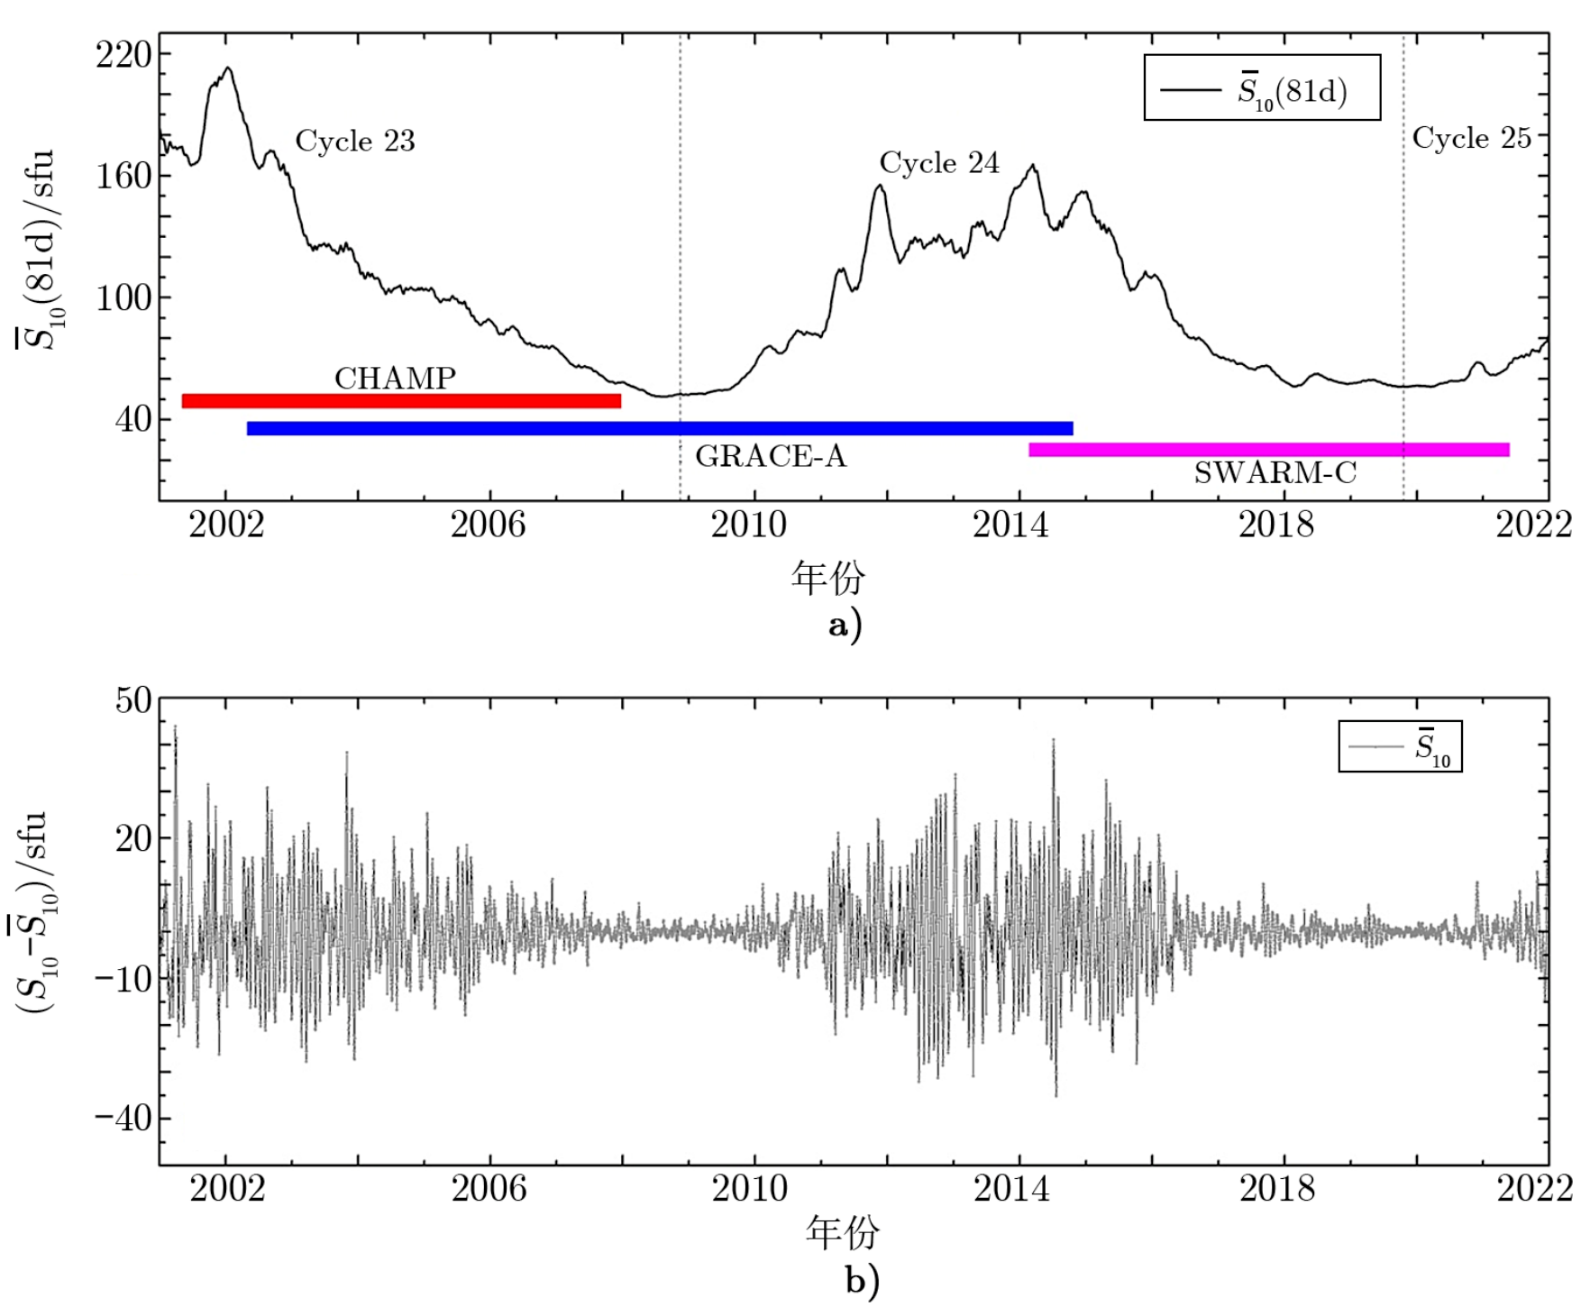 220
160
100
40
S̅₁₀(81d)/sfu
S̅₁₀(81d)
Cycle 23
Cycle 24
Cycle 25
CHAMP
GRACE-A
SWARM-C
2002 2006 2010 2014 2018 2022
年份
a)
50
20
−10
−40
(S₁₀−S̅₁₀)/sfu
S̅₁₀
2002 2006 2010 2014 2018 2022
年份
b)